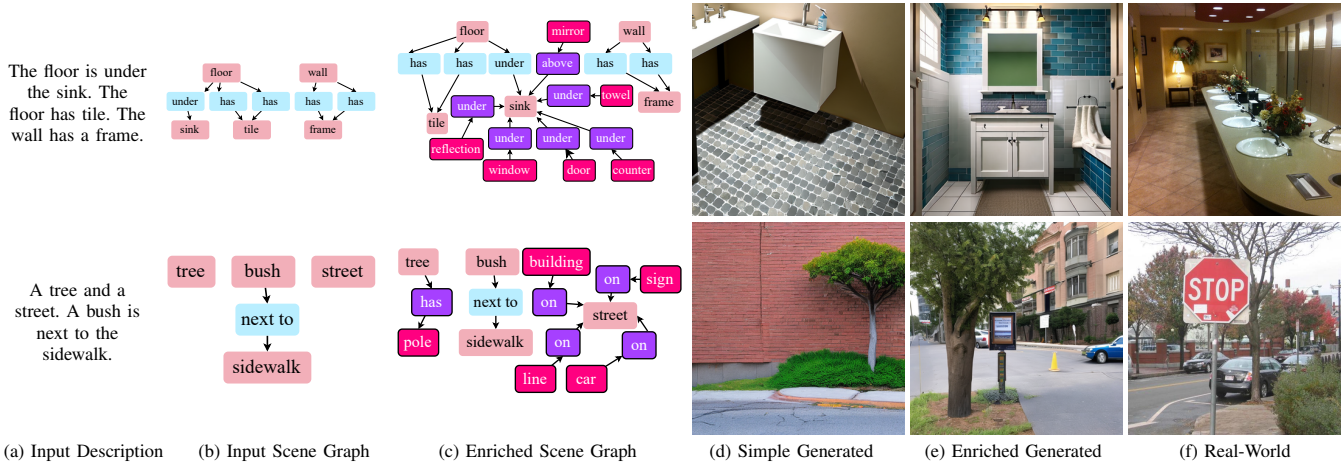 The floor is under
the sink. The
floor has tile. The
wall has a frame.
floor
wall
under
has
has
has
has
sink
tile
frame
floor
mirror
wall
has
has
under
above
has
has
under
towel
under
sink
frame
tile
under
under
under
reflection
window
door
counter
A tree and a
street. A bush is
next to the
sidewalk.
tree
bush
street
next to
sidewalk
tree
bush
building
on
sign
has
next to
on
street
pole
sidewalk
on
on
line
car
STOP
(a) Input Description
(b) Input Scene Graph
(c) Enriched Scene Graph
(d) Simple Generated
(e) Enriched Generated
(f) Real-World